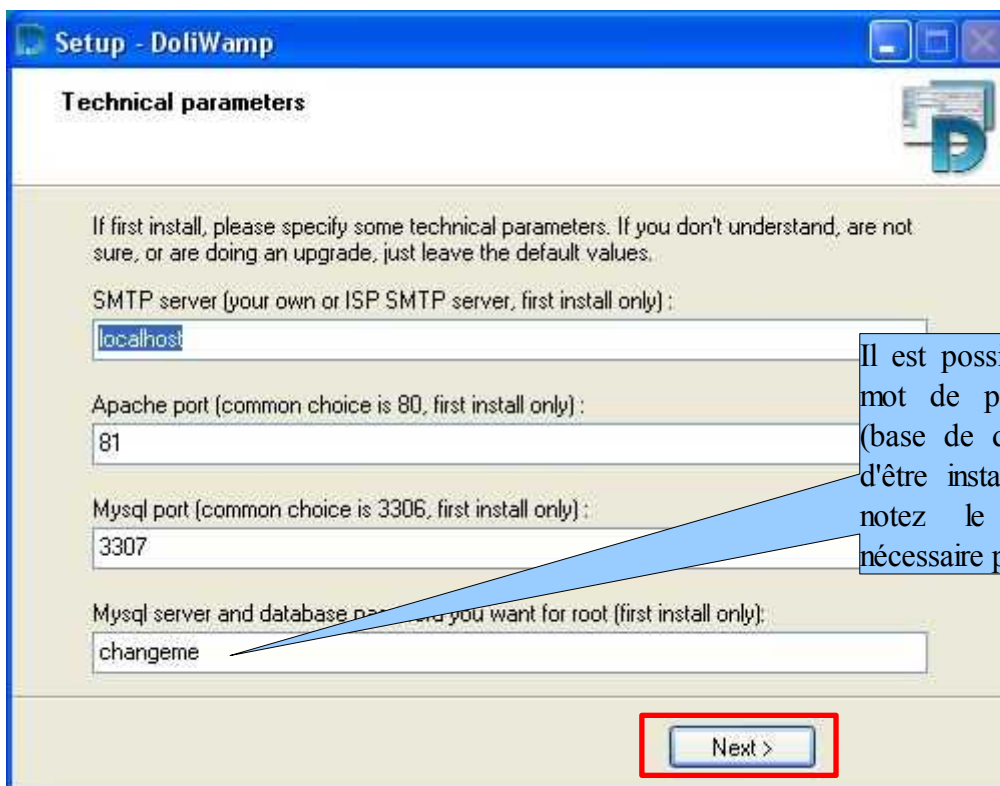 Setup - DoliWamp
Technical parameters
If first install, please specify some technical parameters. If you don't understand, are not
sure, or are doing an upgrade, just leave the default values.
SMTP server (your own or ISP SMTP server, first install only) :
localhost
Apache port (common choice is 80, first install only) :
81
Mysql port (common choice is 3306, first install only) :
3307
Mysql server and database you want for root (first install only):
changeme
Il est
mot de
(base de
d'être
notez le
nécessaire
Next >